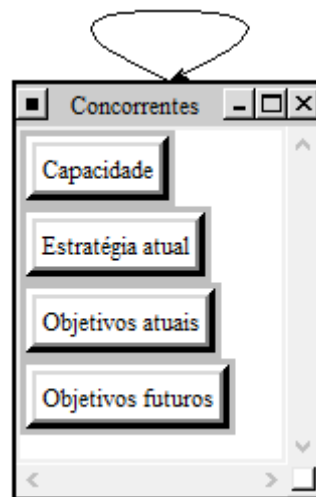 Concorrentes
Capacidade
Estratégia atual
Objetivos atuais
Objetivos futuros